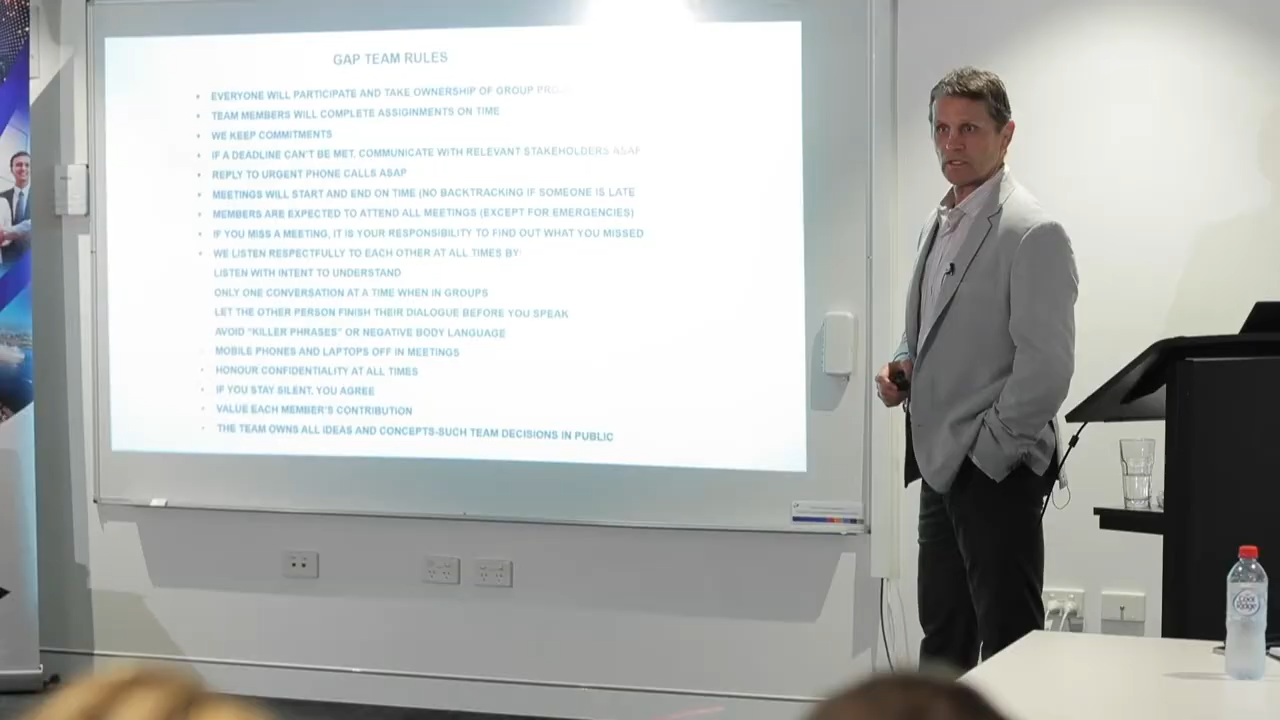 GAP TEAM RULES
• EVERYONE WILL PARTICIPATE AND TAKE OWNERSHIP OF GROUP
• TEAM MEMBERS WILL COMPLETE ASSIGNMENTS ON TIME
• WE KEEP COMMITMENTS
• IF A DEADLINE CAN'T BE MET, COMMUNICATE WITH RELEVANT STAKEHOLDERS ASAP
• REPLY TO URGENT PHONE CALLS ASAP
• MEETINGS WILL START AND END ON TIME (NO BACKTRACKING IF SOMEONE IS LATE
• MEMBERS ARE EXPECTED TO ATTEND ALL MEETINGS (EXCEPT FOR EMERGENCIES)
• IF YOU MISS A MEETING, IT IS YOUR RESPONSIBILITY TO FIND OUT WHAT YOU MISSED
• WE LISTEN RESPECTFULLY TO EACH OTHER AT ALL TIMES BY:
LISTEN WITH INTENT TO UNDERSTAND
ONLY ONE CONVERSATION AT A TIME WHEN IN GROUPS
LET THE OTHER PERSON FINISH THEIR DIALOGUE BEFORE YOU SPEAK
AVOID "KILLER PHRASES" OR NEGATIVE BODY LANGUAGE
• MOBILE PHONES AND LAPTOPS OFF IN MEETINGS
• HONOUR CONFIDENTIALITY AT ALL TIMES
• IF YOU STAY SILENT, YOU AGREE
• VALUE EACH MEMBER'S CONTRIBUTION
• THE TEAM OWNS ALL IDEAS AND CONCEPTS-SUCH TEAM DECISIONS IN PUBLIC
Cool
Ridge